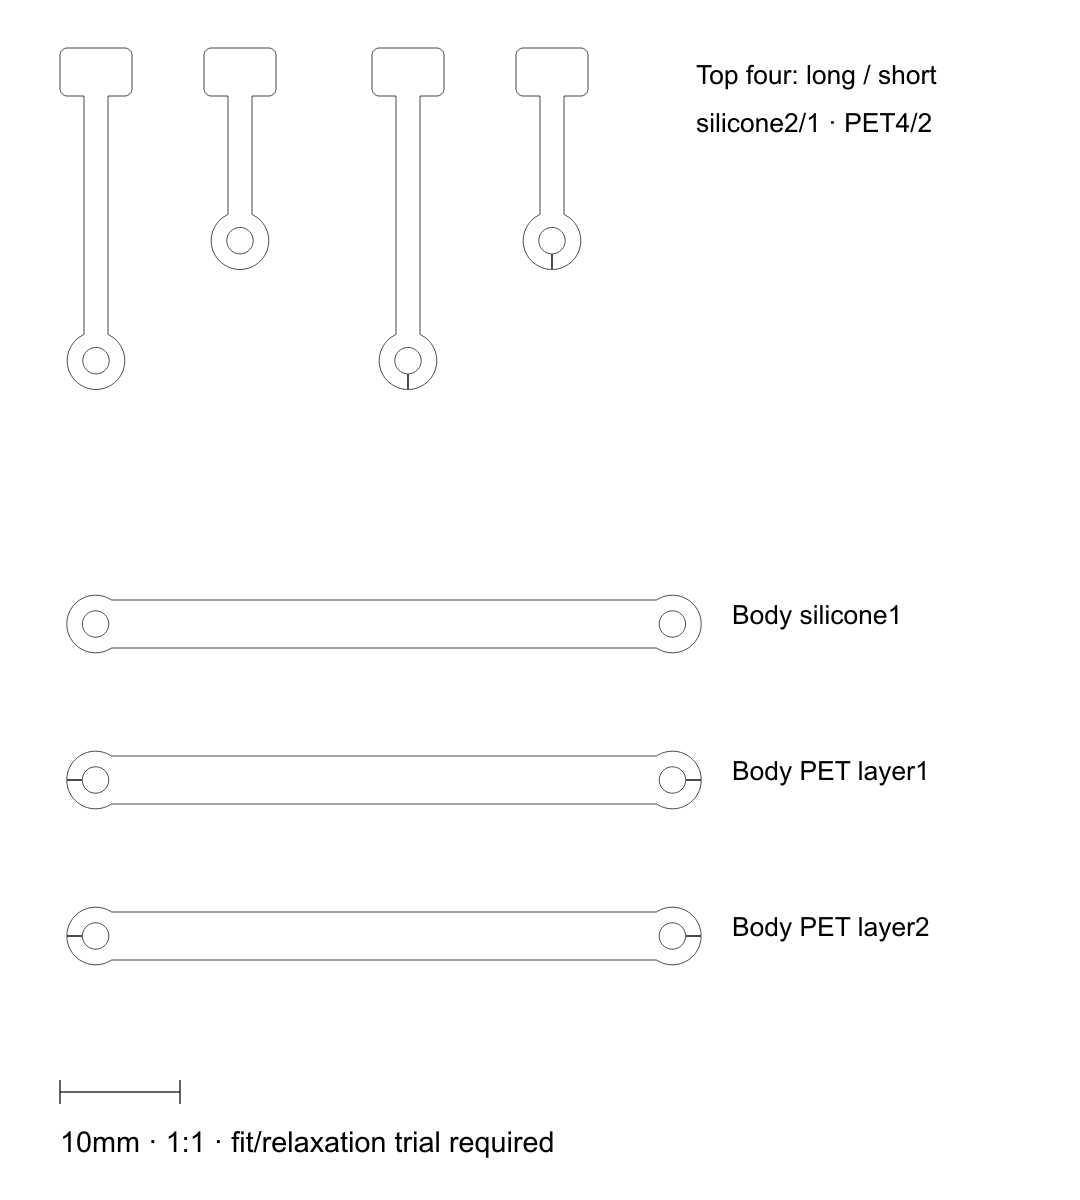 Top four: long / short
silicone2/1 · PET4/2
Body silicone1
Body PET layer1
Body PET layer2
10mm · 1:1 · fit/relaxation trial required